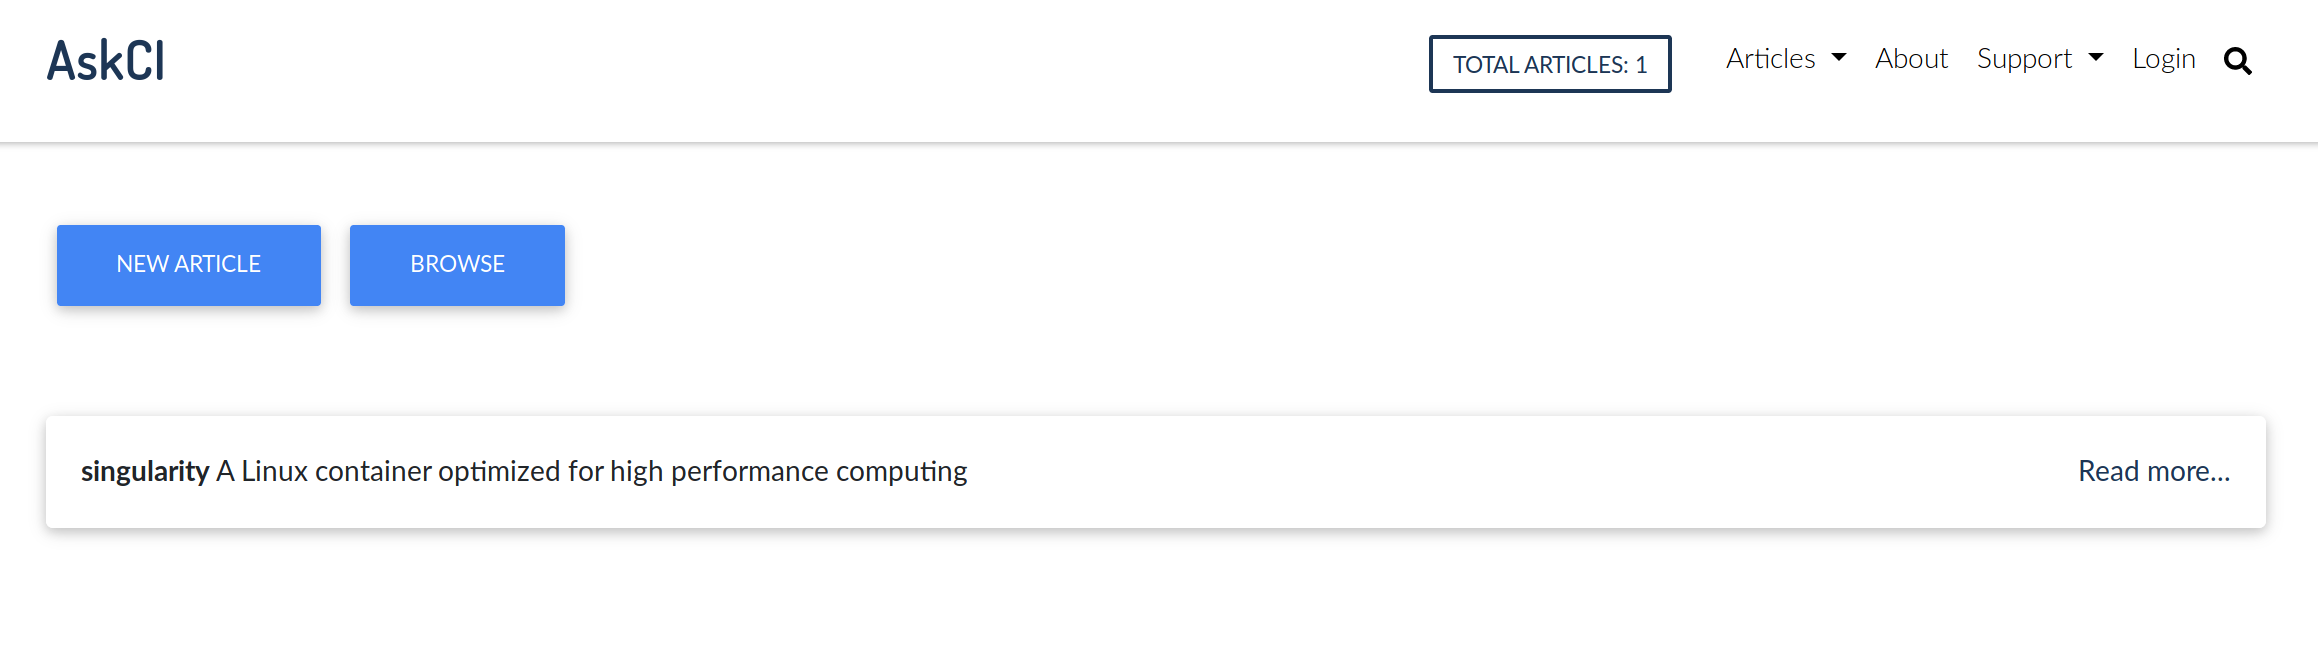 AskCI
TOTAL ARTICLES: 1
Articles
About
Support
Login
NEW ARTICLE
BROWSE
singularity A Linux container optimized for high performance computing
Read more...